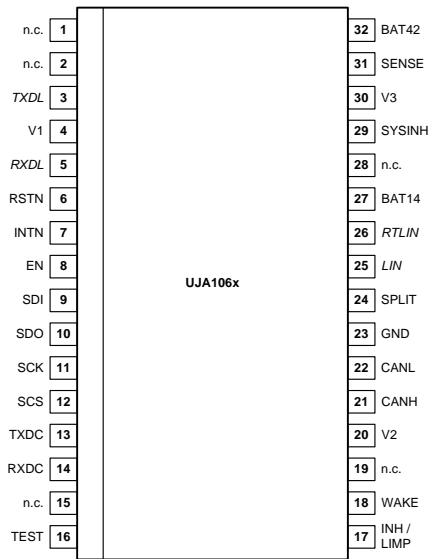 n.c. 1
n.c. 2
TXDL 3
V1 4
RXDL 5
RSTN 6
INTN 7
EN 8
SDI 9
SDO 10
SCK 11
SCS 12
TXDC 13
RXDC 14
n.c. 15
TEST 16
UJA106x
32 BAT42
31 SENSE
30 V3
29 SYSINH
28 n.c.
27 BAT14
26 RTLIN
25 LIN
24 SPLIT
23 GND
22 CANL
21 CANH
20 V2
19 n.c.
18 WAKE
17 INH /
LIMP